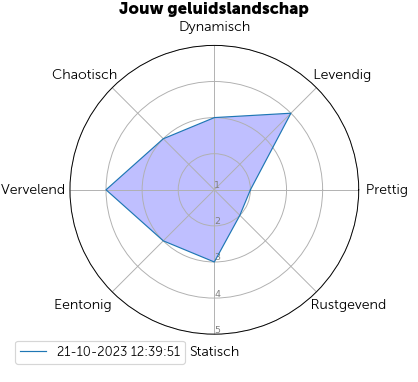 Jouw geluidslandschap
Dynamisch
Chaotisch
Levendig
Vervelend
Prettig
1
2
3
4
5
Eentonig
Rustgevend
21-10-2023 12:39:51
Statisch